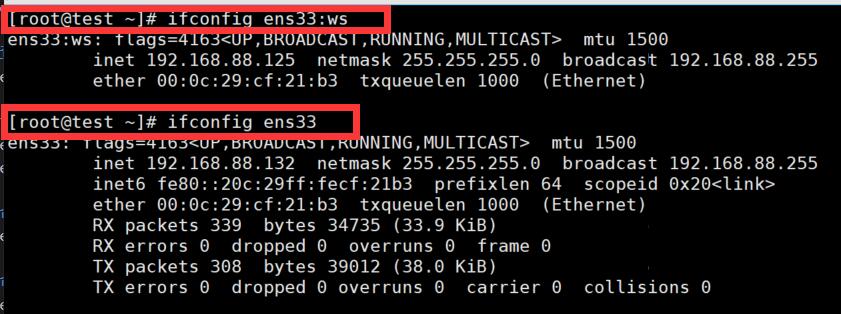 [root@test ~]# ifconfig ens33:ws
ens33:ws: flags=4163<UP,BROADCAST,RUNNING,MULTICAST>  mtu 1500
        inet 192.168.88.125  netmask 255.255.255.0  broadcast 192.168.88.255
        ether 00:0c:29:cf:21:b3  txqueuelen 1000  (Ethernet)
[root@test ~]# ifconfig ens33
ens33: flags=4163<UP,BROADCAST,RUNNING,MULTICAST>  mtu 1500
        inet 192.168.88.132  netmask 255.255.255.0  broadcast 192.168.88.255
        inet6 fe80::20c:29ff:fecf:21b3  prefixlen 64  scopeid 0x20<link>
        ether 00:0c:29:cf:21:b3  txqueuelen 1000  (Ethernet)
        RX packets 339  bytes 34735 (33.9 KiB)
        RX errors 0  dropped 0  overruns 0  frame 0
        TX packets 308  bytes 39012 (38.0 KiB)
        TX errors 0  dropped 0 overruns 0  carrier 0  collisions 0